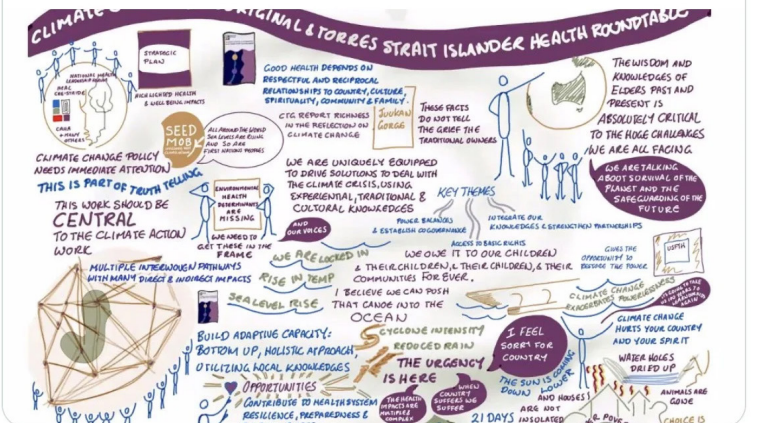 CLIMATE
& TORRES STRAIT ISLANDER HEALTH ROUNDTABLE
NATIONAL HEALTH
LEADERSHIP FORUM
STRATEGIC
PLAN
HIGHLIGHTED HEALTH
& WELL BEING IMPACTS
GOOD HEALTH DEPENDS ON
RESPECTFUL AND RECIPROCAL
RELATIONSHIPS TO COUNTRY, CULTURE,
SPIRITUALITY, COMMUNITY & FAMILY.
CTG REPORT RICHNESS
IN THE REFLECTION ON
CLIMATE CHANGE
JUUKAN
GORGE
THESE FACTS
DO NOT TELL
THE GRIEF THE
TRADITIONAL OWNERS
THE WISDOM AND
KNOWLEDGES OF
ELDERS PAST AND
PRESENT IS
ABSOLUTELY CRITICAL
TO THE HUGE CHALLENGES
WE ARE ALL FACING.
SEED
MOB
ALL AROUND THE WORLD
SEA LEVELS ARE RISING
AND SO ARE
FIRST NATIONS PEOPLES
CLIMATE CHANGE POLICY
NEEDS IMMEDIATE ATTENTION
THIS IS PART OF TRUTH TELLING
THIS WORK SHOULD BE
CENTRAL
TO THE CLIMATE ACTION
WORK
ENVIRONMENTAL
HEALTH
DETERMINANTS
ARE
MISSING
WE NEED TO
GET THESE IN THE
FRAME
WE ARE UNIQUELY EQUIPPED
TO DRIVE SOLUTIONS TO DEAL WITH
THE CLIMATE CRISIS, USING
EXPERIENTIAL, TRADITIONAL &
CULTURAL KNOWLEDGES
AND
OUR VOICES
KEY THEMES
POWER BALANCES
& ESTABLISH COGOVERNANCE
INTEGRATE OUR
KNOWLEDGES & STRENGTHEN PARTNERSHIPS
ACCESS TO BASIC RIGHTS
WE ARE TALKING
ABOUT SURVIVAL OF THE
PLANET AND THE
SAFEGUARDING OF THE
FUTURE
MULTIPLE INTERWOVEN PATHWAYS
WITH MANY DIRECT & INDIRECT IMPACTS
WE ARE LOCKED IN
RISE IN TEMP
SEA LEVEL RISE
WE OWE IT TO OUR CHILDREN
& THEIR CHILDREN, & THEIR CHILDREN, & THEIR
COMMUNITIES FOR EVER.
I BELIEVE WE CAN PUSH
THAT CANOE INTO THE
OCEAN
GIVES THE
OPPORTUNITY TO
THE POWER
CLIMATE CHANGE
EXACERBATES POWERLESSNESS
BUILD ADAPTIVE CAPACITY:
BOTTOM UP, HOLISTIC APPROACH,
UTILIZING LOCAL KNOWLEDGES
OPPORTUNITIES
CONTRIBUTE TO HEALTH SYSTEM
RESILIENCE, PREPAREDNESS &
CYCLONE INTENSITY
REDUCED RAIN
THE URGENCY
IS HERE
THE HEALTH
IMPACTS ARE
MULTIPLE &
COMPLEX
WHEN
COUNTRY
SUFFERS WE
SUFFER
I FEEL
SORRY FOR
COUNTRY
THE SUN IS COMING
DOWN LOWER
AND HOUSES
ARE NOT
INSULATED
21 DAYS
CLIMATE CHANGE
HURTS YOUR COUNTRY
AND YOUR SPIRIT
WATER HOLES
DRIED UP
ANIMALS ARE
GONE
CHOICE IS